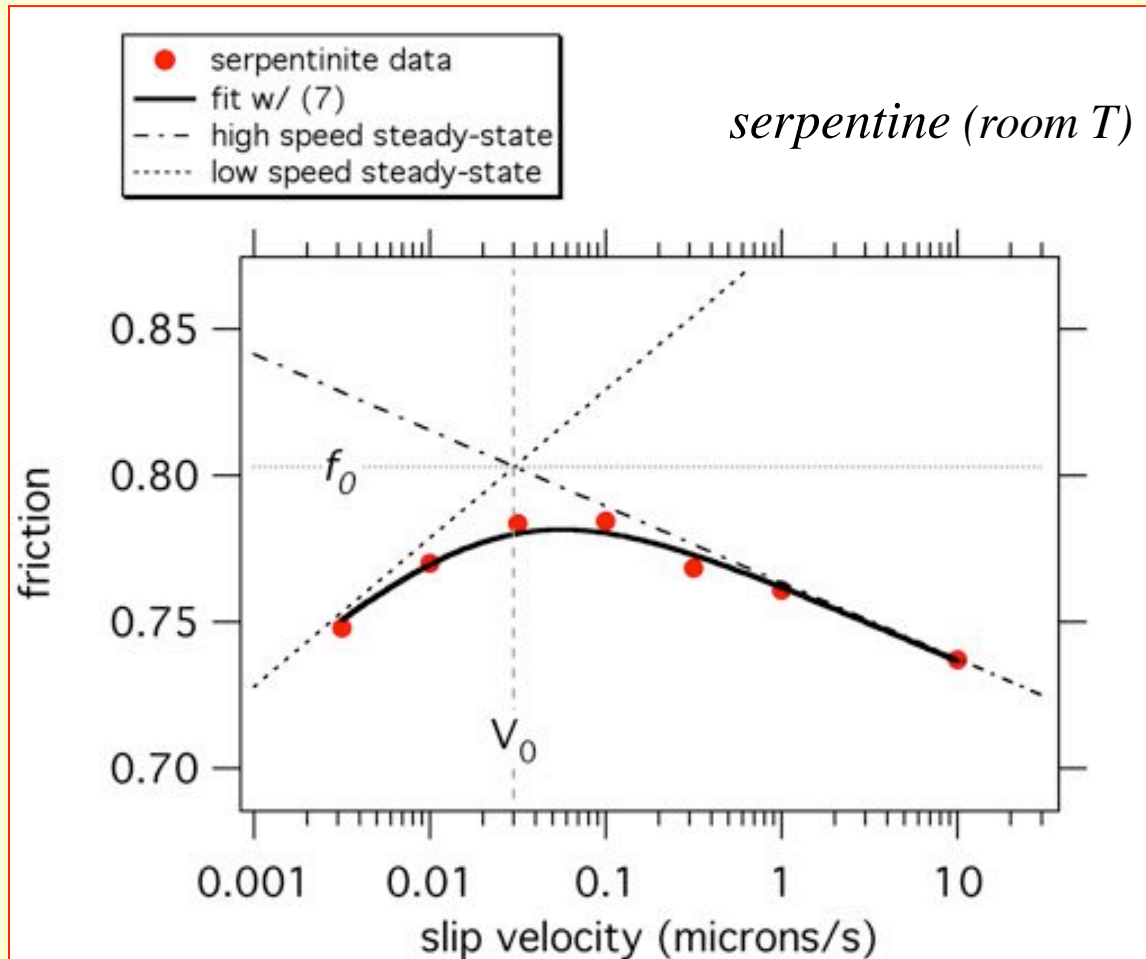 serpentinite data
fit w/ (7)
high speed steady-state
low speed steady-state
serpentine (room T)
0.85
0.80
0.75
0.70
friction
f0
V0
0.001
0.01
0.1
1
10
slip velocity (microns/s)